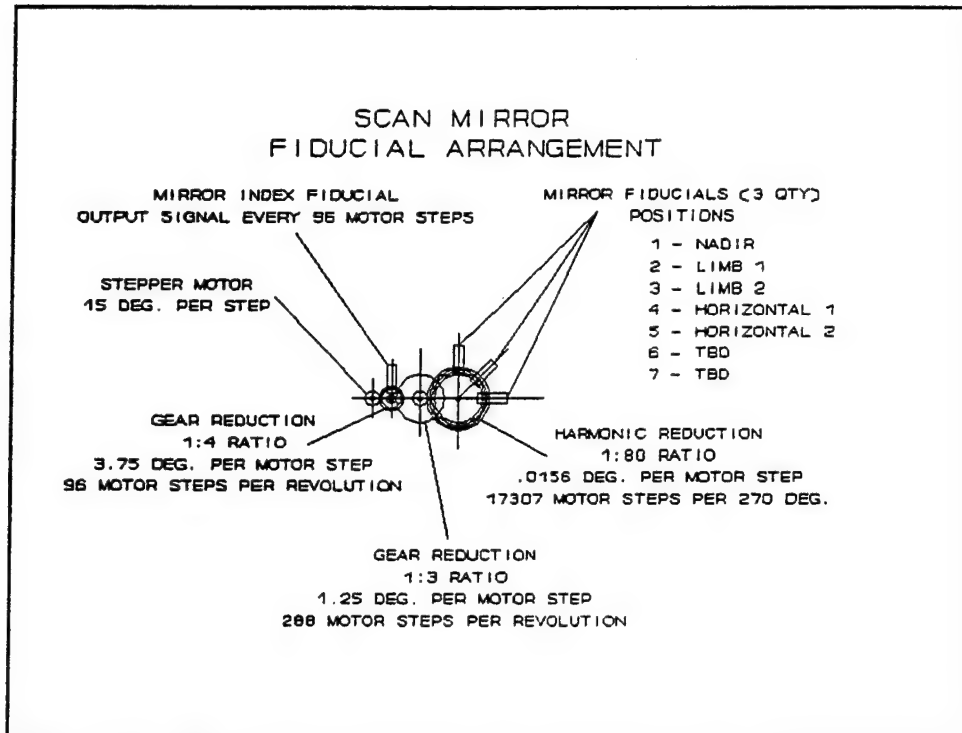 SCAN MIRROR
FIDUCIAL ARRANGEMENT
MIRROR INDEX FIDUCIAL
OUTPUT SIGNAL EVERY 96 MOTOR STEPS
MIRROR FIDUCIALS (3 QTY)
POSITIONS
1 - NADIR
2 - LIMB 1
3 - LIMB 2
4 - HORIZONTAL 1
5 - HORIZONTAL 2
6 - TBD
7 - TBD
STEPPER MOTOR
15 DEG. PER STEP
GEAR REDUCTION
1:4 RATIO
3.75 DEG. PER MOTOR STEP
96 MOTOR STEPS PER REVOLUTION
HARMONIC REDUCTION
1:80 RATIO
.0156 DEG. PER MOTOR STEP
17307 MOTOR STEPS PER 270 DEG.
GEAR REDUCTION
1:3 RATIO
1.25 DEG. PER MOTOR STEP
288 MOTOR STEPS PER REVOLUTION